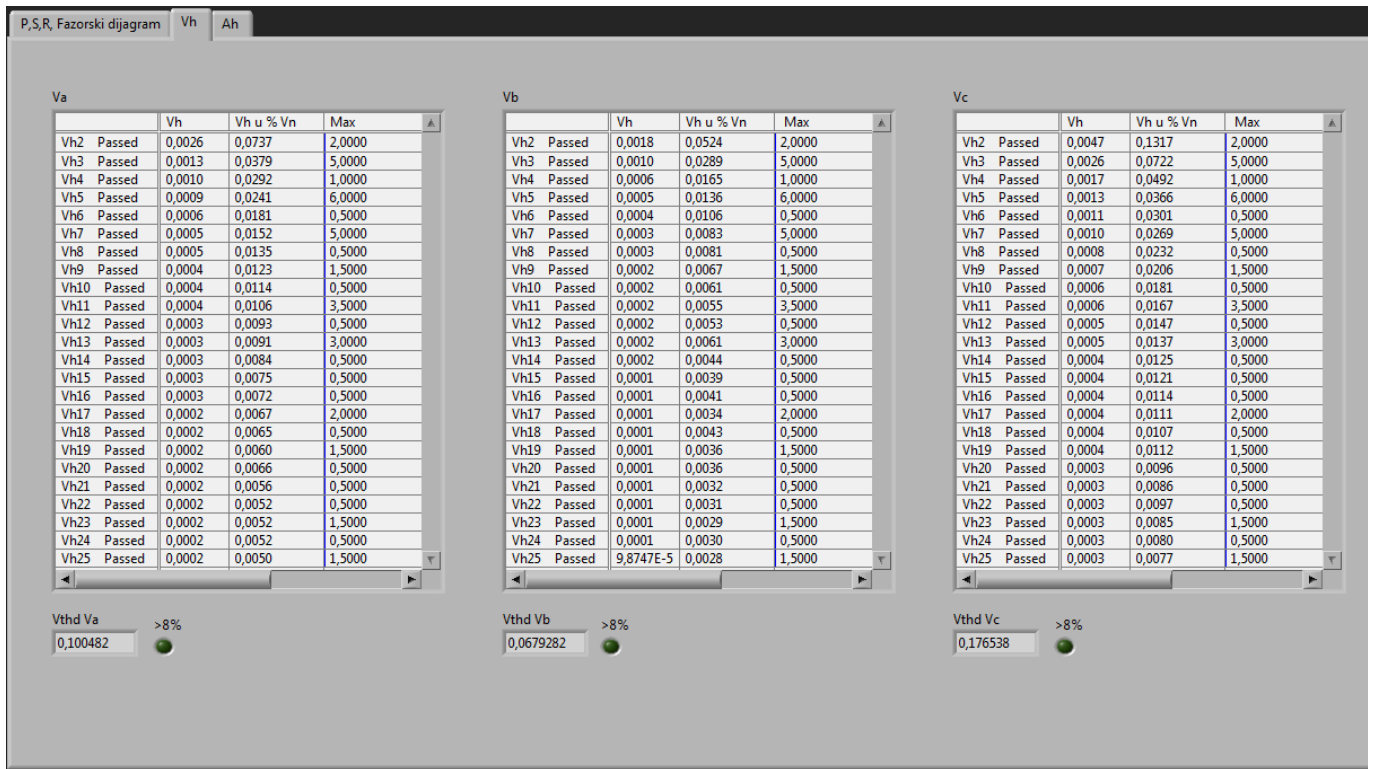 P,S,R, Fazorski dijagram Vh Ah
Va Vb Vc
Vh Vh u % Vn Max Vh Vh u % Vn Max Vh Vh u % Vn Max
Vh2 Passed 0,0026 0,0737 2,0000 Vh2 Passed 0,0018 0,0524 2,0000 Vh2 Passed 0,0047 0,1317 2,0000
Vh3 Passed 0,0013 0,0379 5,0000 Vh3 Passed 0,0010 0,0289 5,0000 Vh3 Passed 0,0026 0,0722 5,0000
Vh4 Passed 0,0010 0,0292 1,0000 Vh4 Passed 0,0006 0,0165 1,0000 Vh4 Passed 0,0017 0,0492 1,0000
Vh5 Passed 0,0009 0,0241 6,0000 Vh5 Passed 0,0005 0,0136 6,0000 Vh5 Passed 0,0013 0,0366 6,0000
Vh6 Passed 0,0006 0,0181 0,5000 Vh6 Passed 0,0004 0,0106 0,5000 Vh6 Passed 0,0011 0,0301 0,5000
Vh7 Passed 0,0005 0,0152 5,0000 Vh7 Passed 0,0003 0,0083 5,0000 Vh7 Passed 0,0010 0,0269 5,0000
Vh8 Passed 0,0005 0,0135 0,5000 Vh8 Passed 0,0003 0,0081 0,5000 Vh8 Passed 0,0008 0,0232 0,5000
Vh9 Passed 0,0004 0,0123 1,5000 Vh9 Passed 0,0002 0,0067 1,5000 Vh9 Passed 0,0007 0,0206 1,5000
Vh10 Passed 0,0004 0,0114 0,5000 Vh10 Passed 0,0002 0,0061 0,5000 Vh10 Passed 0,0006 0,0181 0,5000
Vh11 Passed 0,0004 0,0106 3,5000 Vh11 Passed 0,0002 0,0055 3,5000 Vh11 Passed 0,0006 0,0167 3,5000
Vh12 Passed 0,0003 0,0093 0,5000 Vh12 Passed 0,0002 0,0053 0,5000 Vh12 Passed 0,0005 0,0147 0,5000
Vh13 Passed 0,0003 0,0091 3,0000 Vh13 Passed 0,0002 0,0061 3,0000 Vh13 Passed 0,0005 0,0137 3,0000
Vh14 Passed 0,0003 0,0084 0,5000 Vh14 Passed 0,0002 0,0044 0,5000 Vh14 Passed 0,0004 0,0125 0,5000
Vh15 Passed 0,0003 0,0075 0,5000 Vh15 Passed 0,0001 0,0039 0,5000 Vh15 Passed 0,0004 0,0121 0,5000
Vh16 Passed 0,0003 0,0072 0,5000 Vh16 Passed 0,0001 0,0041 0,5000 Vh16 Passed 0,0004 0,0114 0,5000
Vh17 Passed 0,0002 0,0067 2,0000 Vh17 Passed 0,0001 0,0034 2,0000 Vh17 Passed 0,0004 0,0111 2,0000
Vh18 Passed 0,0002 0,0065 0,5000 Vh18 Passed 0,0001 0,0043 0,5000 Vh18 Passed 0,0004 0,0107 0,5000
Vh19 Passed 0,0002 0,0060 1,5000 Vh19 Passed 0,0001 0,0036 1,5000 Vh19 Passed 0,0004 0,0112 1,5000
Vh20 Passed 0,0002 0,0066 0,5000 Vh20 Passed 0,0001 0,0036 0,5000 Vh20 Passed 0,0003 0,0096 0,5000
Vh21 Passed 0,0002 0,0056 0,5000 Vh21 Passed 0,0001 0,0032 0,5000 Vh21 Passed 0,0003 0,0086 0,5000
Vh22 Passed 0,0002 0,0052 0,5000 Vh22 Passed 0,0001 0,0031 0,5000 Vh22 Passed 0,0003 0,0097 0,5000
Vh23 Passed 0,0002 0,0052 1,5000 Vh23 Passed 0,0001 0,0029 1,5000 Vh23 Passed 0,0003 0,0085 1,5000
Vh24 Passed 0,0002 0,0052 0,5000 Vh24 Passed 0,0001 0,0030 0,5000 Vh24 Passed 0,0003 0,0080 0,5000
Vh25 Passed 0,0002 0,0050 1,5000 Vh25 Passed 9,8747E-5 0,0028 1,5000 Vh25 Passed 0,0003 0,0077 1,5000
Vthd Va >8% Vthd Vb >8% Vthd Vc >8%
0,100482 0,0679282 0,176538